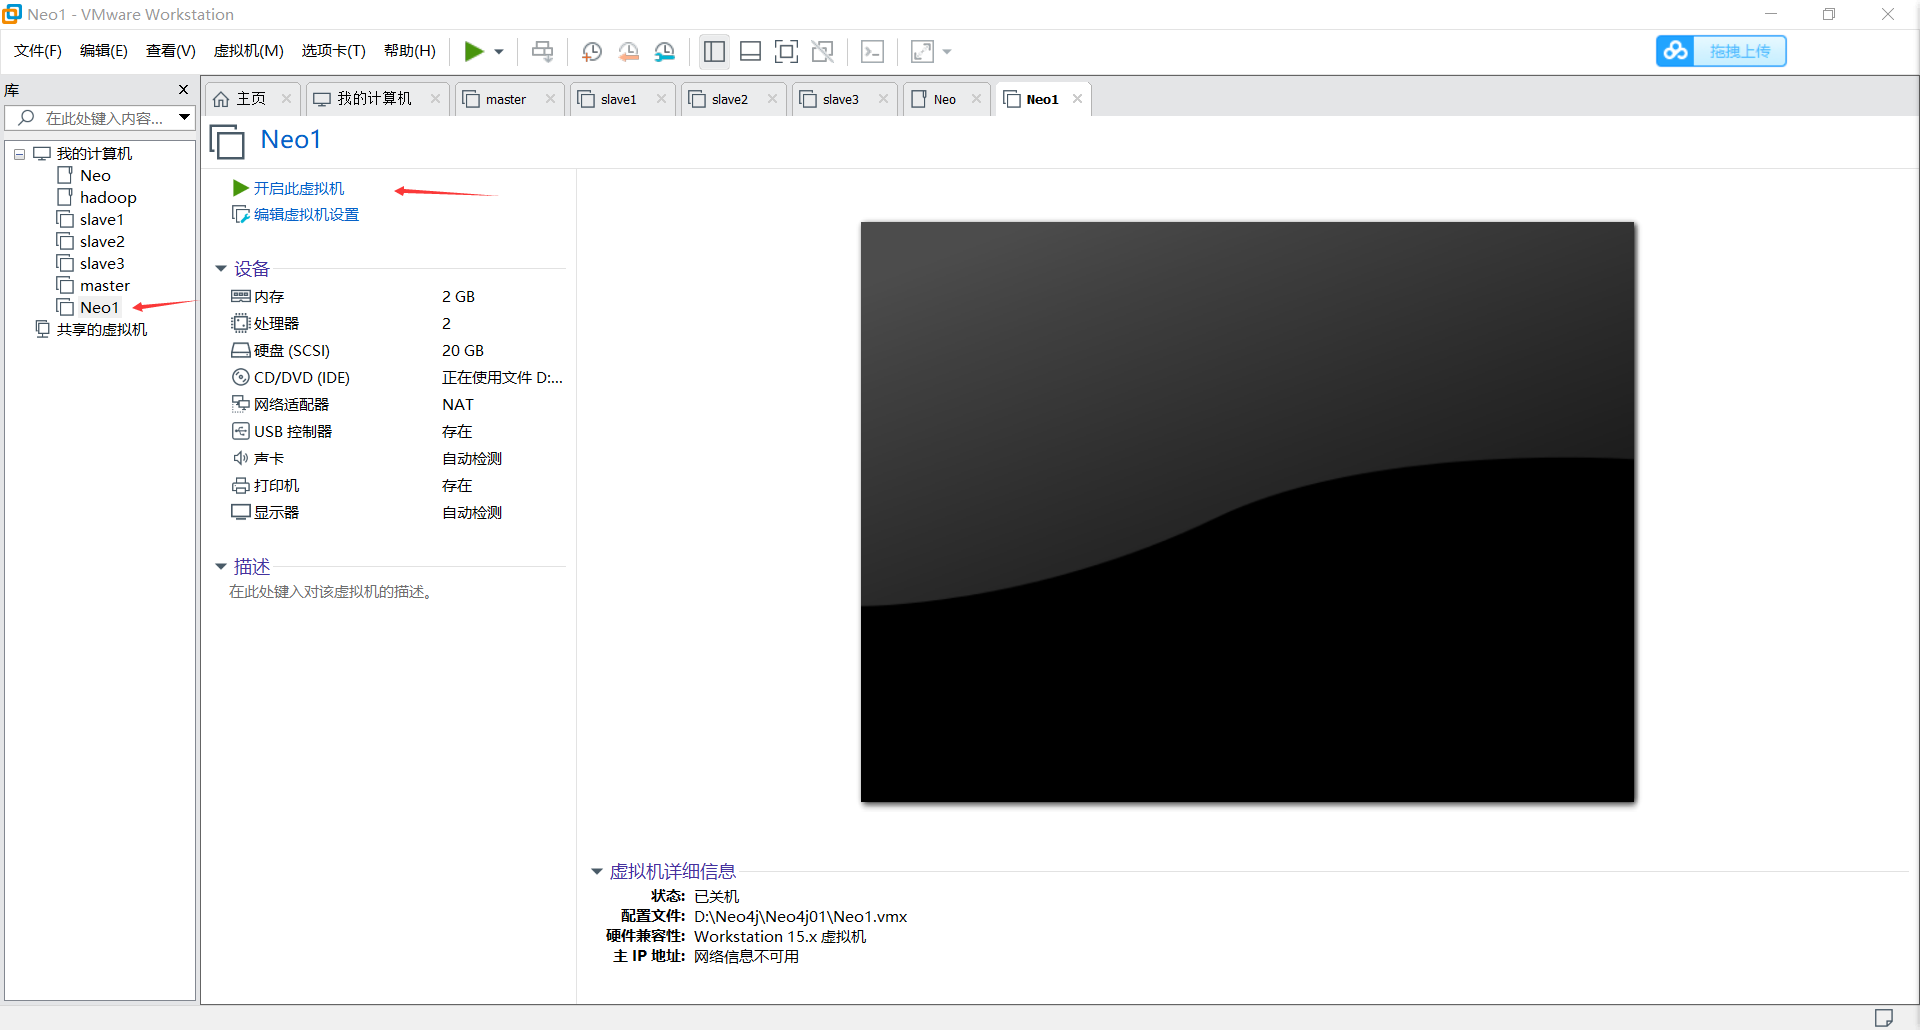 Neo1 - VMware Workstation
文件(F) 编辑(E) 查看(V) 虚拟机(M) 选项卡(T) 帮助(H)
拖拽上传
库
主页 我的计算机 master slave1 slave2 slave3 Neo Neo1
在此处键入内容...
我的计算机
Neo
hadoop
slave1
slave2
slave3
master
Neo1
共享的虚拟机
Neo1
开启此虚拟机
编辑虚拟机设置
设备
内存 2 GB
处理器 2
硬盘 (SCSI) 20 GB
CD/DVD (IDE) 正在使用文件 D:...
网络适配器 NAT
USB 控制器 存在
声卡 自动检测
打印机 存在
显示器 自动检测
描述
在此处键入对该虚拟机的描述。
虚拟机详细信息
状态: 已关机
配置文件: D:\Neo4j\Neo4j01\Neo1.vmx
硬件兼容性: Workstation 15.x 虚拟机
主 IP 地址: 网络信息不可用